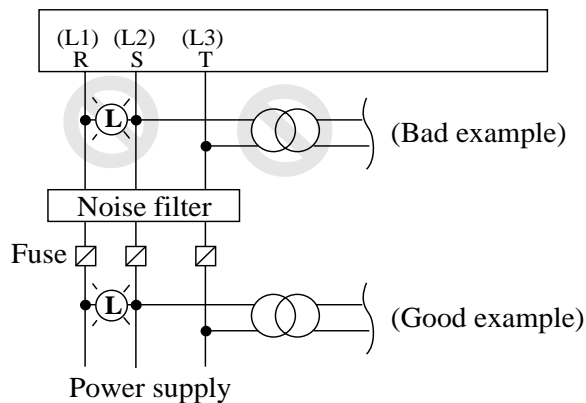 (L1) (L2) (L3)
R S T
L
(Bad example)
Noise filter
Fuse
L
(Good example)
Power supply